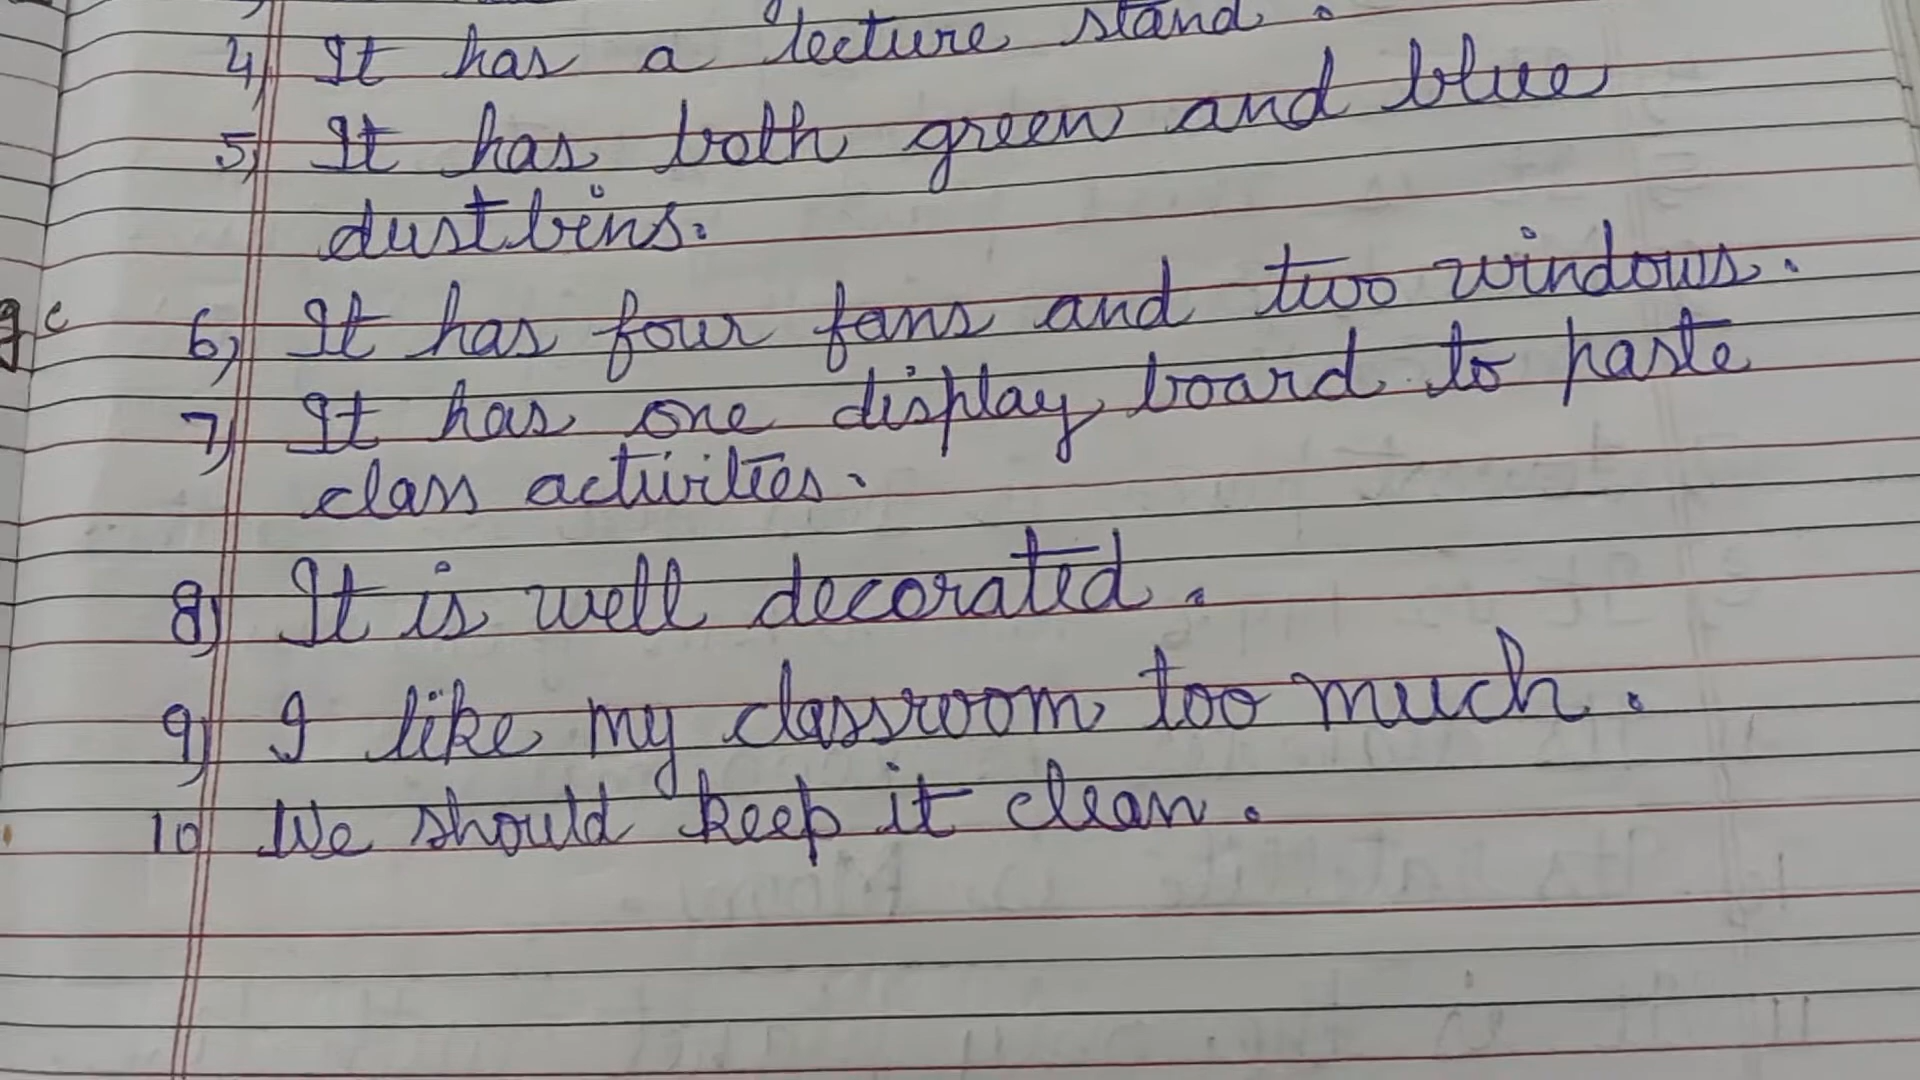 4) It has a lecture stand.
5) It has both green and blue
dustbins.
6) It has four fans and two windows.
7) It has one display board to paste
class activities.
8) It is well decorated.
9) I like my classroom too much.
10) We should keep it clean.